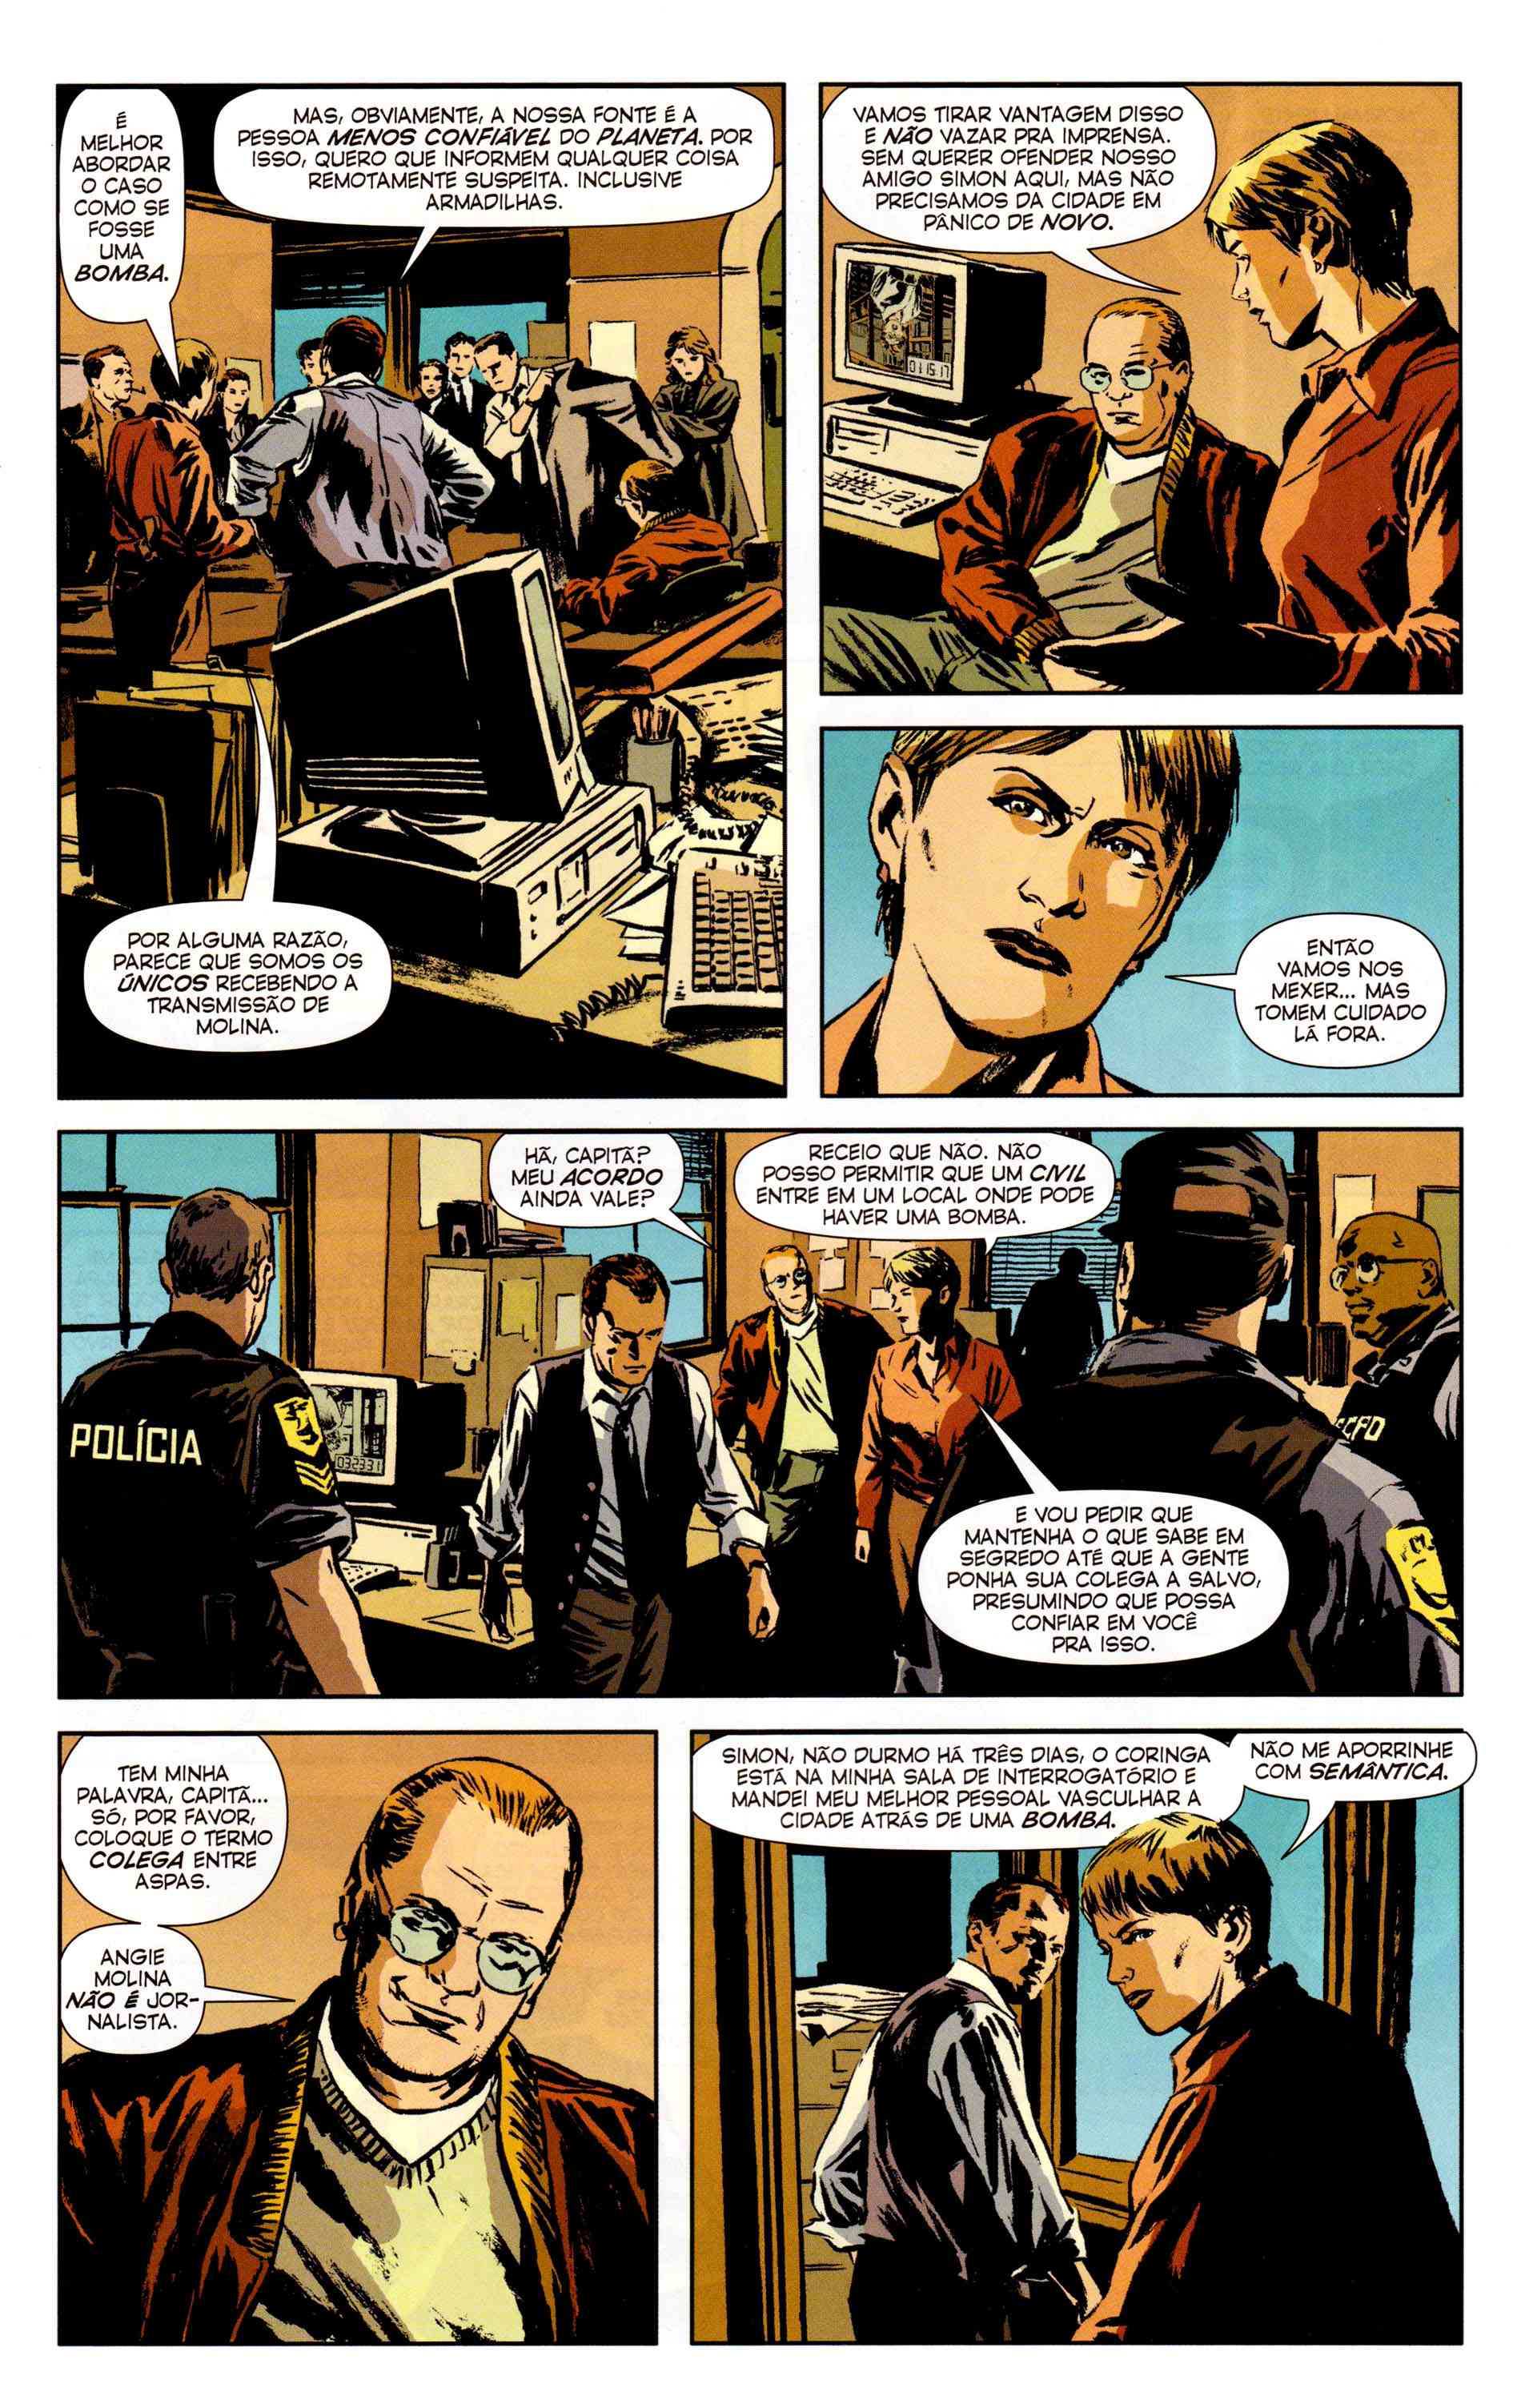 É
MELHOR
ABORDAR
O CASO
COMO SE
FOSSE
UMA
BOMBA.
MAS, OBVIAMENTE, A NOSSA FONTE É A
PESSOA MENOS CONFIÁVEL DO PLANETA. POR
ISSO, QUERO QUE INFORMEM QUALQUER COISA
REMOTAMENTE SUSPEITA. INCLUSIVE
ARMADILHAS.
POR ALGUMA RAZÃO,
PARECE QUE SOMOS OS
ÚNICOS RECEBENDO A
TRANSMISSÃO DE
MOLINA.
VAMOS TIRAR VANTAGEM DISSO
E NÃO VAZAR PRA IMPRENSA.
SEM QUERER OFENDER NOSSO
AMIGO SIMON AQUI, MAS NÃO
PRECISAMOS DA CIDADE EM
PÂNICO DE NOVO.
01:15:17
ENTÃO
VAMOS NOS
MEXER... MAS
TOMEM CUIDADO
LÁ FORA.
HÃ, CAPITÃ?
MEU ACORDO
AINDA VALE?
RECEIO QUE NÃO. NÃO
POSSO PERMITIR QUE UM CIVIL
ENTRE EM UM LOCAL ONDE PODE
HAVER UMA BOMBA.
POLÍCIA
03:23:31
GCPD
E VOU PEDIR QUE
MANTENHA O QUE SABE EM
SEGREDO ATÉ QUE A GENTE
PONHA SUA COLEGA A SALVO,
PRESUMINDO QUE POSSA
CONFIAR EM VOCÊ
PRA ISSO.
TEM MINHA
PALAVRA, CAPITÃ...
SÓ, POR FAVOR,
COLOQUE O TERMO
COLEGA ENTRE
ASPAS.
ANGIE
MOLINA
NÃO É JOR-
NALISTA.
SIMON, NÃO DURMO HÁ TRÊS DIAS, O CORINGA
ESTÁ NA MINHA SALA DE INTERROGATÓRIO E
MANDEI MEU MELHOR PESSOAL VASCULHAR A
CIDADE ATRÁS DE UMA BOMBA.
NÃO ME APORRINHE
COM SEMÂNTICA.